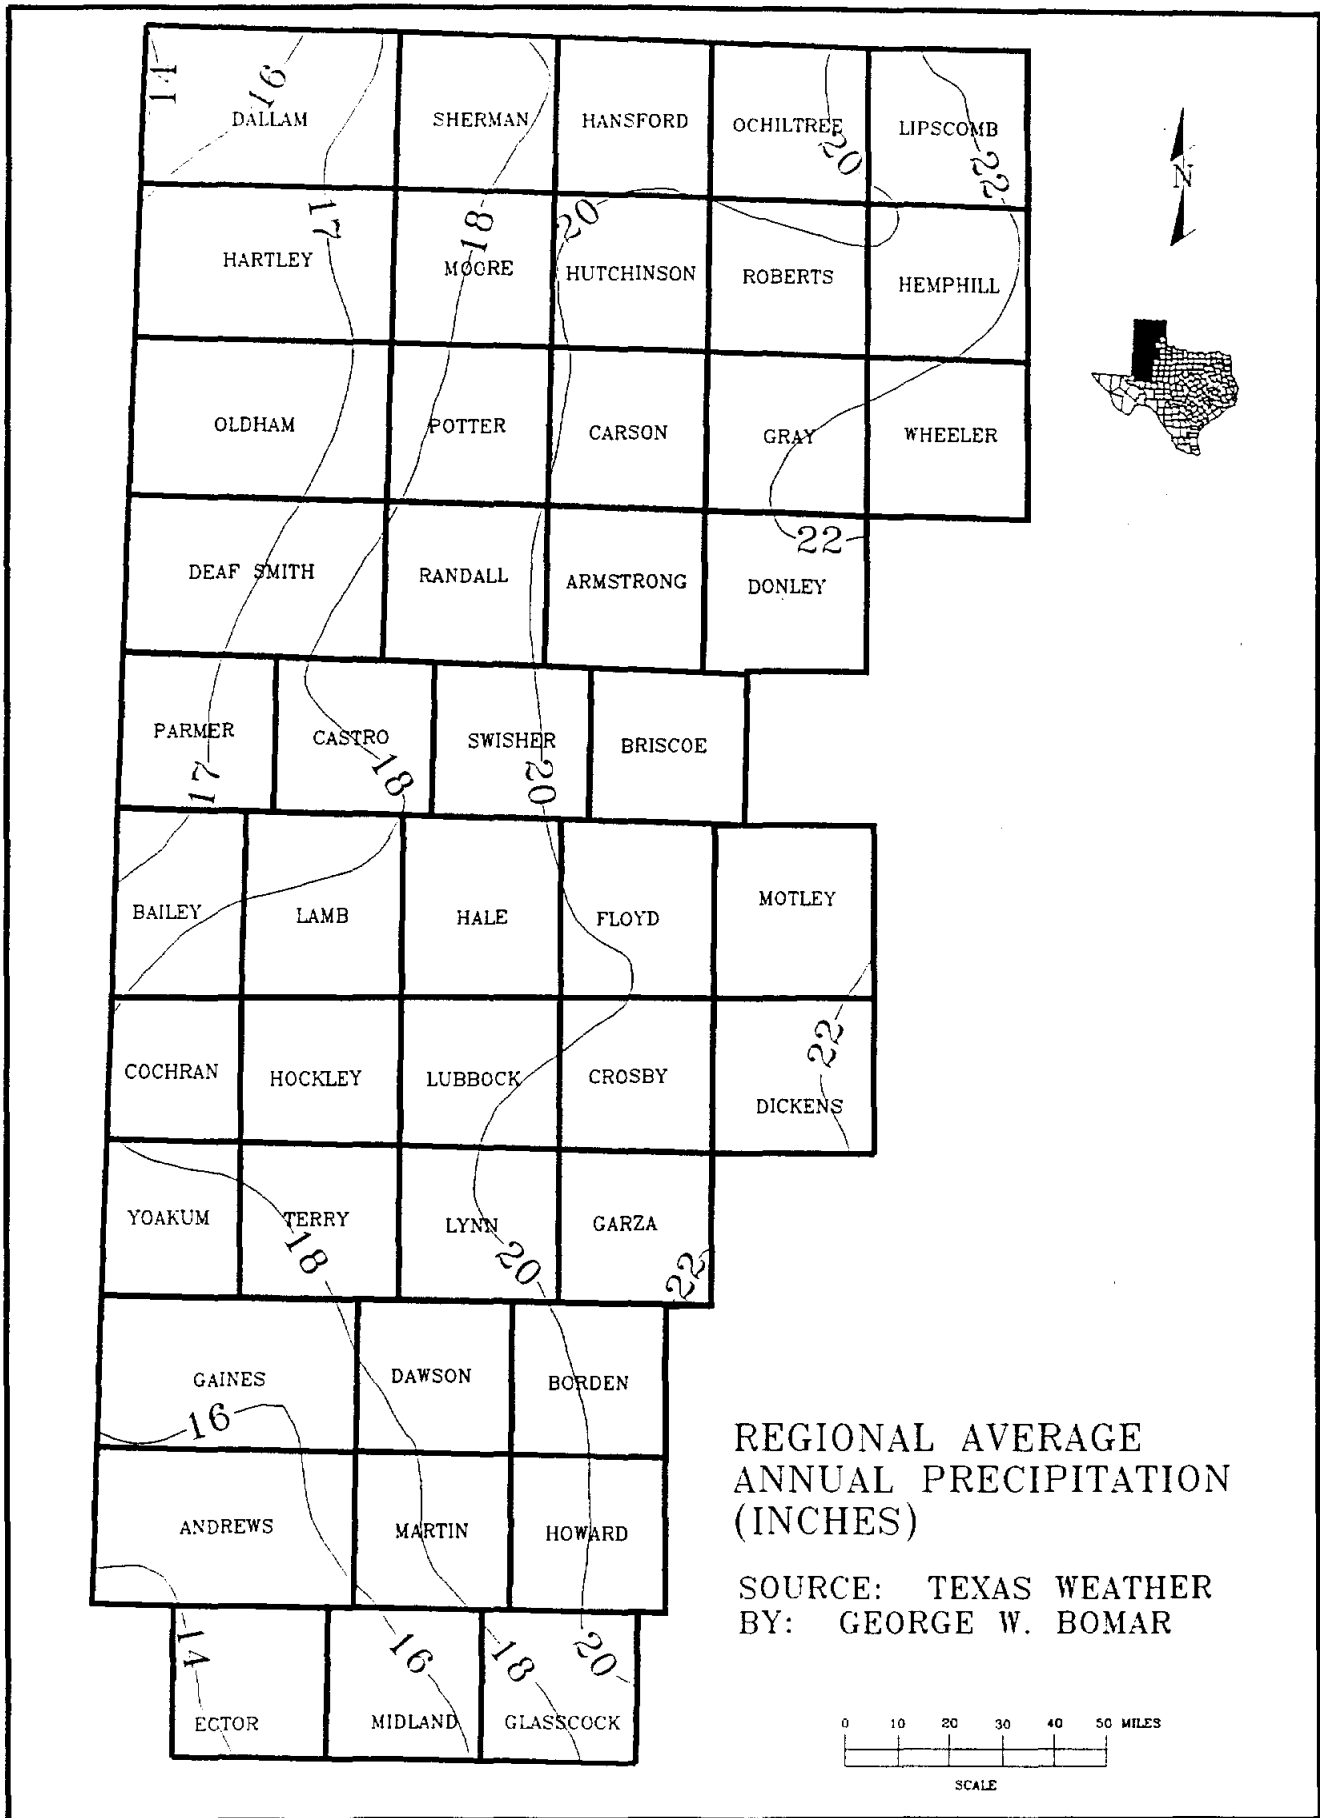 14
16
DALLAM
SHERMAN
HANSFORD
OCHILTREE
20
LIPSCOMB
22
N
17
18
20
HARTLEY
MOORE
HUTCHINSON
ROBERTS
HEMPHILL
OLDHAM
POTTER
CARSON
GRAY
WHEELER
22
DEAF SMITH
RANDALL
ARMSTRONG
DONLEY
PARMER
CASTRO
SWISHER
BRISCOE
17
18
20
BAILEY
LAMB
HALE
FLOYD
MOTLEY
COCHRAN
HOCKLEY
LUBBOCK
CROSBY
22
DICKENS
YOAKUM
TERRY
LYNN
GARZA
18
20
22
GAINES
DAWSON
BORDEN
16
ANDREWS
MARTIN
HOWARD
14
16
18
20
ECTOR
MIDLAND
GLASSCOCK
REGIONAL AVERAGE
ANNUAL PRECIPITATION
(INCHES)
SOURCE: TEXAS WEATHER
BY: GEORGE W. BOMAR
0 10 20 30 40 50 MILES
SCALE